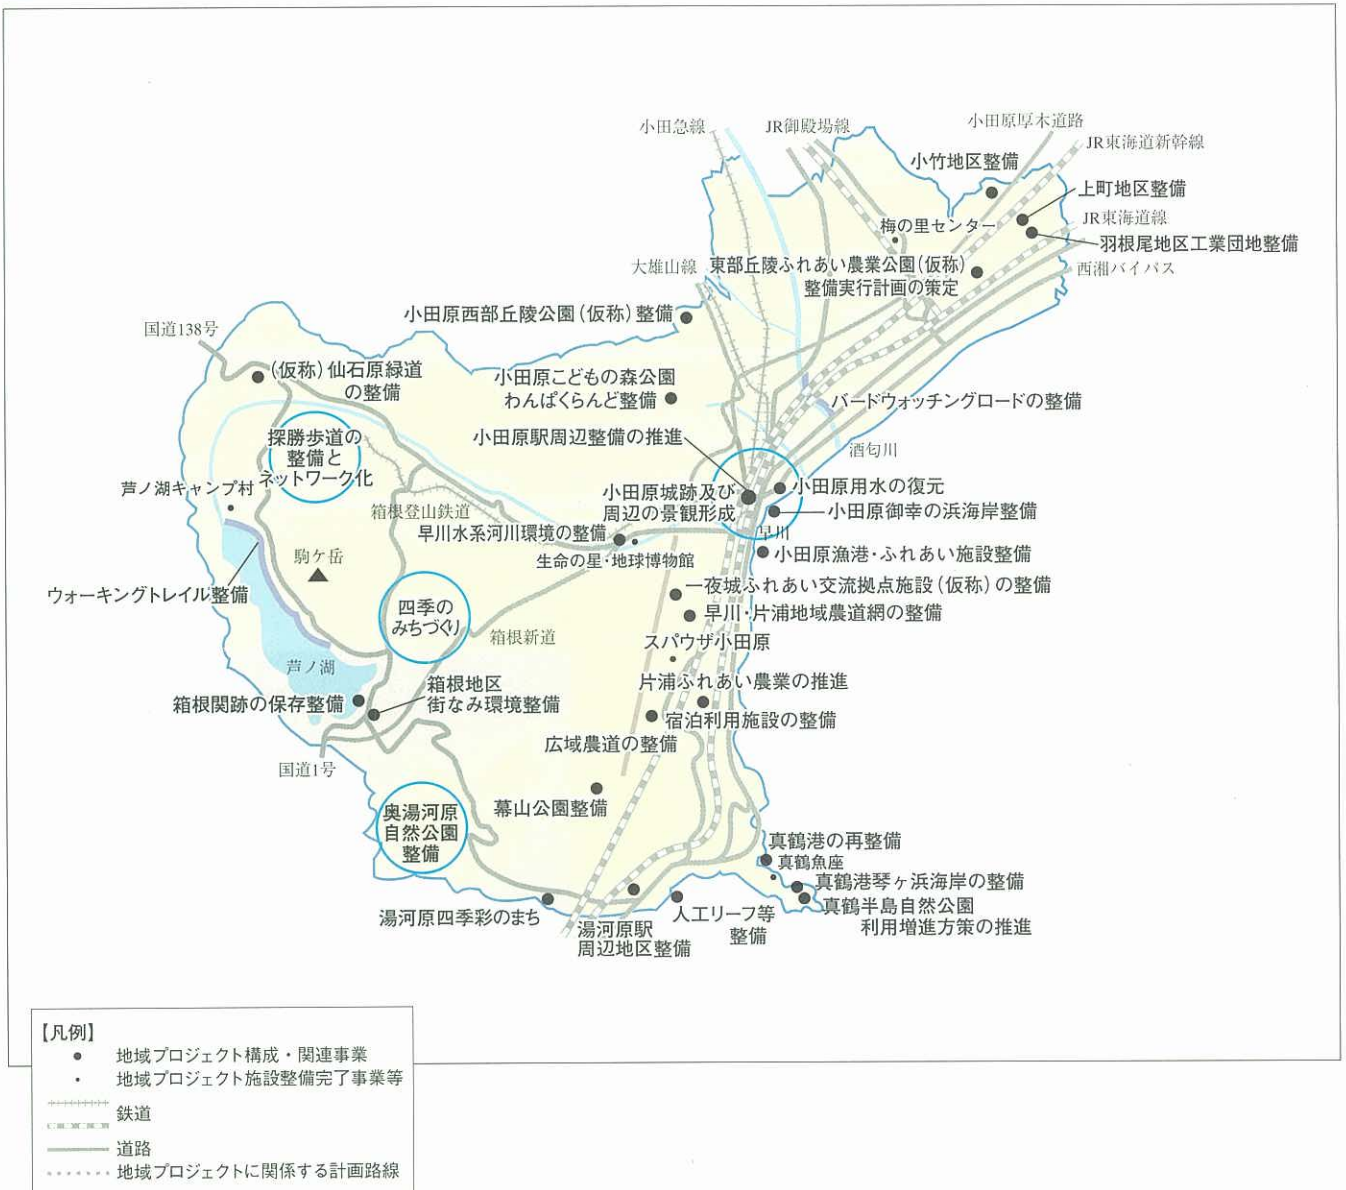 小田急線
JR御殿場線
小田原厚木道路
JR東海道新幹線
小竹地区整備
上町地区整備
JR東海道線
梅の里センター
羽根尾地区工業団地整備
大雄山線
東部丘陵ふれあい農業公園(仮称)
整備実行計画の策定
西湘バイパス
小田原西部丘陵公園(仮称)整備
国道138号
(仮称)仙石原緑道
の整備
小田原こどもの森公園
わんぱくらんど整備
バードウォッチングロードの整備
小田原駅周辺整備の推進
酒匂川
探勝歩道の
整備と
ネットワーク化
芦ノ湖キャンプ村
小田原城跡及び
周辺の景観形成
小田原用水の復元
箱根登山鉄道
小田原御幸の浜海岸整備
早川水系河川環境の整備
早川
生命の星・地球博物館
小田原漁港・ふれあい施設整備
駒ケ岳
ウォーキングトレイル整備
一夜城ふれあい交流拠点施設(仮称)の整備
四季の
みちづくり
早川・片浦地域農道網の整備
箱根新道
スパウザ小田原
芦ノ湖
片浦ふれあい農業の推進
箱根関跡の保存整備
箱根地区
街なみ環境整備
宿泊利用施設の整備
広域農道の整備
国道1号
幕山公園整備
奥湯河原
自然公園
整備
真鶴港の再整備
真鶴魚座
真鶴港琴ヶ浜海岸の整備
真鶴半島自然公園
利用増進方策の推進
湯河原四季彩のまち
湯河原駅
周辺地区整備
人工リーフ等
整備
【凡例】
地域プロジェクト構成・関連事業
地域プロジェクト施設整備完了事業等
鉄道
道路
地域プロジェクトに関係する計画路線